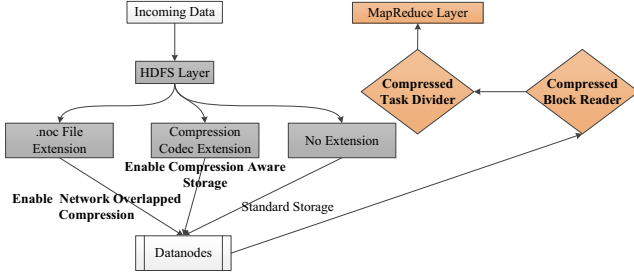 Incoming Data
MapReduce Layer
HDFS Layer
Compressed
Task Divider
Compressed
Block Reader
.noc File
Extension
Compression
Codec Extension
No Extension
Enable Compression Aware
Storage
Enable Network Overlapped
Compression
Standard Storage
Datanodes